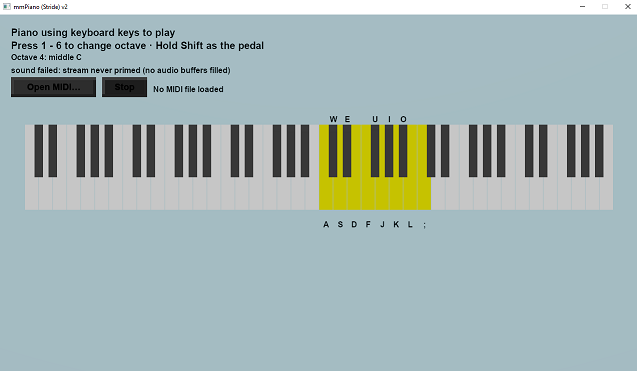 mmPiano (Stride) v2
Piano using keyboard keys to play
Press 1 - 6 to change octave · Hold Shift as the pedal
Octave 4: middle C
sound failed: stream never primed (no audio buffers filled)
Open MIDI... Stop No MIDI file loaded
W E U I O
A S D F J K L ;